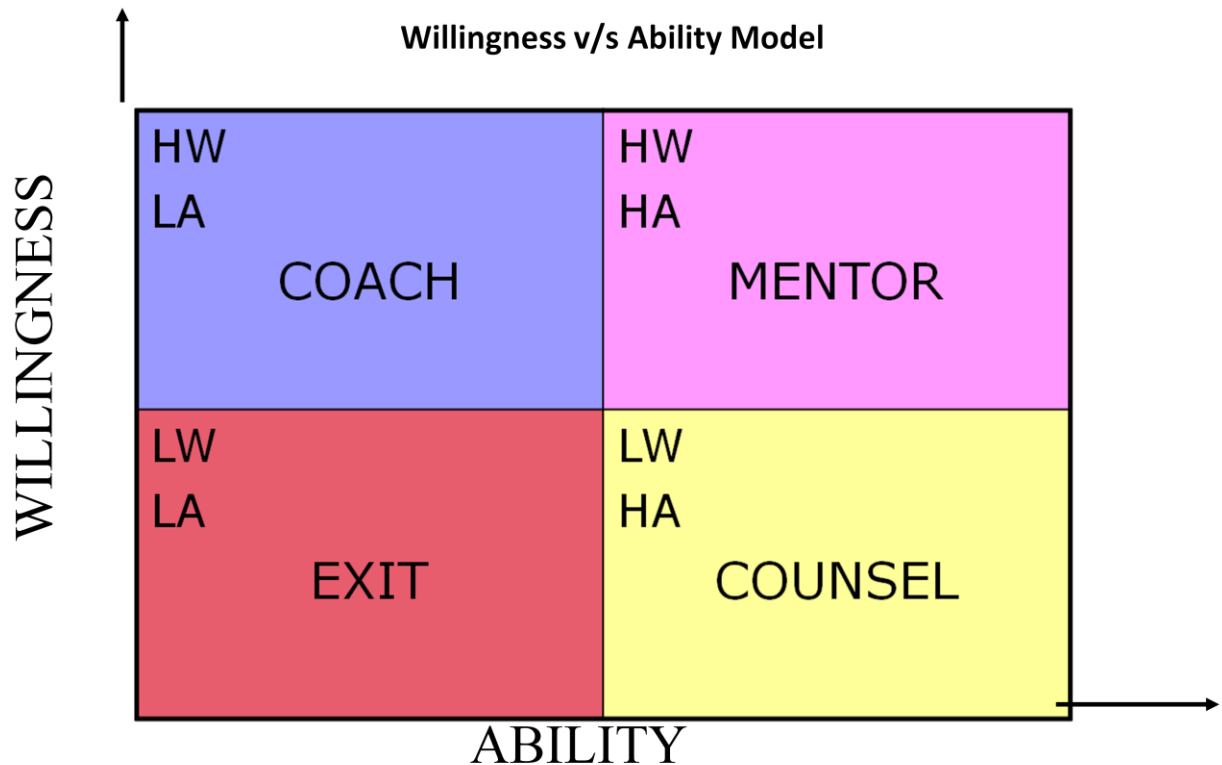 Willingness v/s Ability Model
WILLINGNESS
HW
LA
COACH
HW
HA
MENTOR
LW
LA
EXIT
LW
HA
COUNSEL
ABILITY